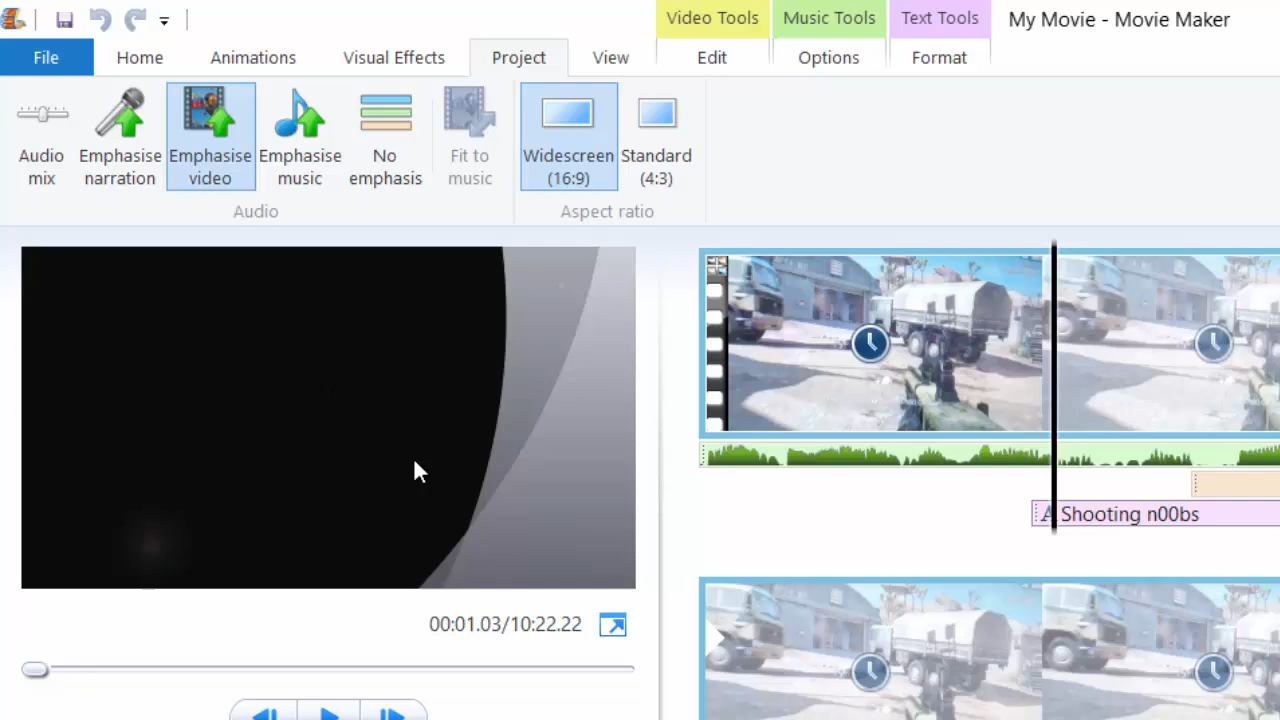 Video Tools Music Tools Text Tools My Movie - Movie Maker
File Home Animations Visual Effects Project View Edit Options Format
Audio mix
Emphasise narration
Emphasise video
Emphasise music
No emphasis
Fit to music
Widescreen (16:9)
Standard (4:3)
Audio
Aspect ratio
A Shooting n00bs
00:01.03/10:22.22